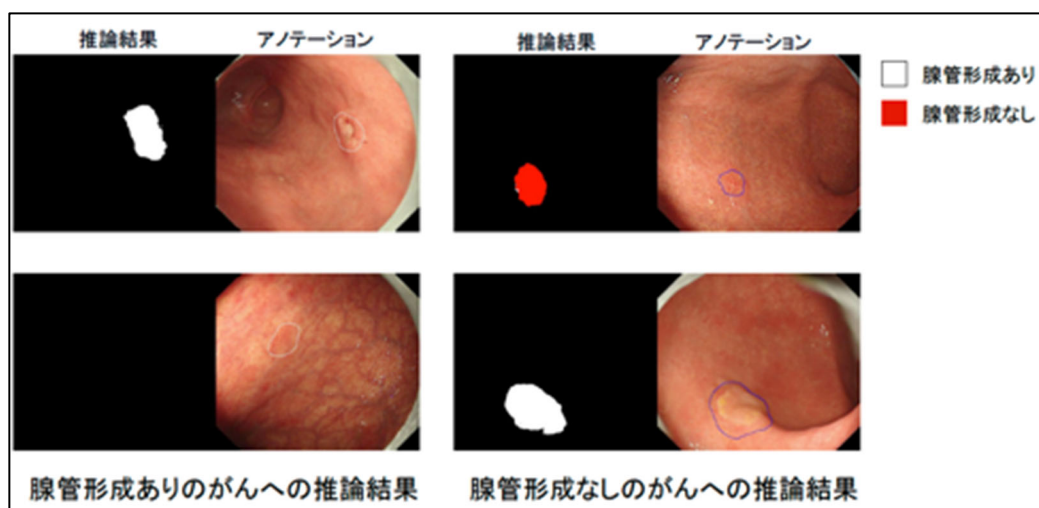 推論結果 アノテーション
推論結果 アノテーション
腺管形成あり
腺管形成なし
腺管形成ありのがんへの推論結果
腺管形成なしのがんへの推論結果